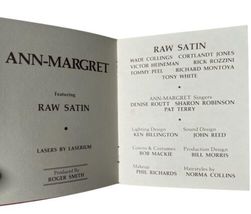 ANN-MARGRET
Featuring
RAW SATIN
LASERS BY LASERIUM
Produced By
ROGER SMITH
RAW SATIN
WADE COLLINGS CORTLANDT JONES
VICTOR HEINEMAN RICK ROZZINI
TOMMY PEEL RICHARD MONTOYA
TONY WHITE
ANN-MARGRET Singers
DENISE ROUTT SHARON ROBINSON
PAT TERRY
Lighting Design Sound Design
KEN BILLINGTON JOHN REED
Gowns & Costumes Production Design
BOB MACKIE BILL MORRIS
Makeup Hairstyles by
PHIL RICHARDS NORMA COLLINS